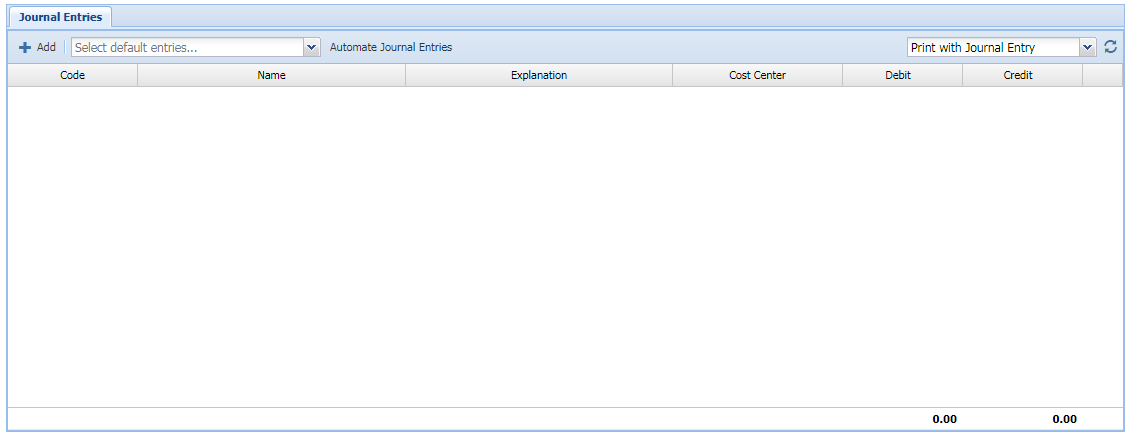 Journal Entries
Add Select default entries... Automate Journal Entries Print with Journal Entry
Code Name Explanation Cost Center Debit Credit
0.00 0.00